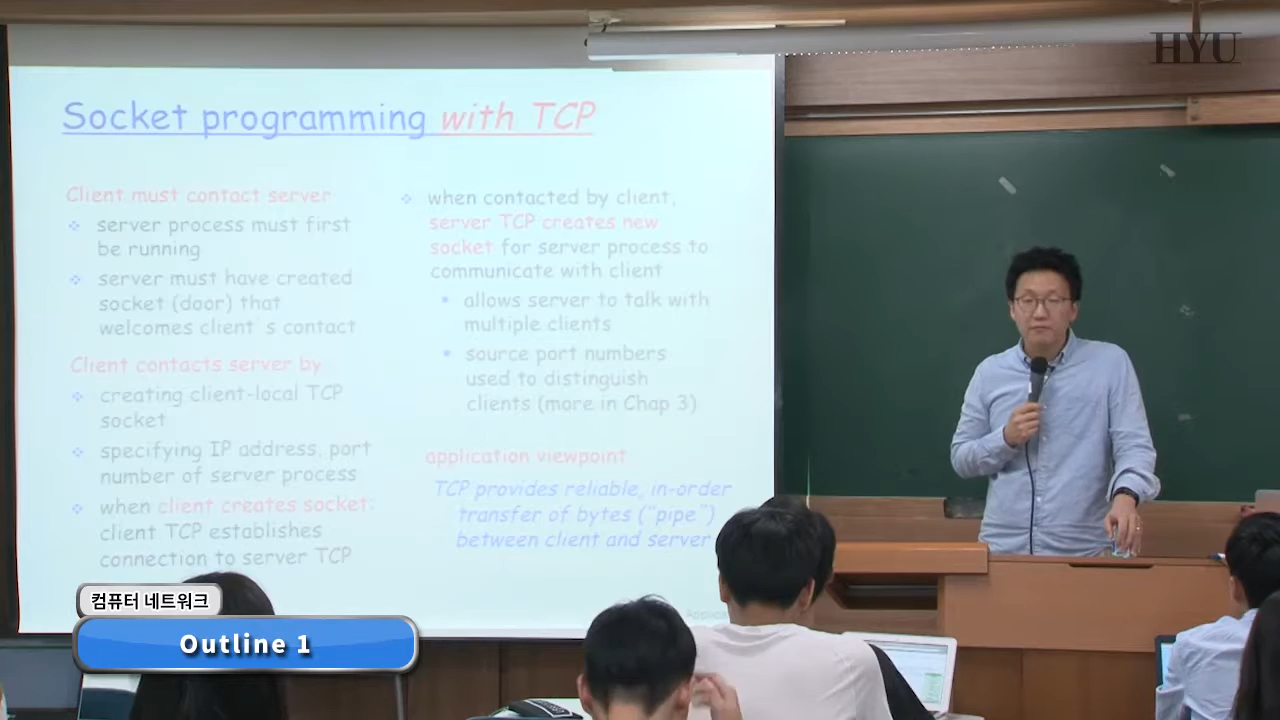 HYU
Socket programming with TCP
Client must contact server
server process must first
be running
server must have created
socket (door) that
welcomes client's contact
Client contacts server by:
creating client-local TCP
socket
specifying IP address, port
number of server process
when client creates socket:
client TCP establishes
connection to server TCP
when contacted by client,
server TCP creates new
socket for server process to
communicate with client
allows server to talk with
multiple clients
source port numbers
used to distinguish
clients (more in Chap 3)
application viewpoint
TCP provides reliable, in-order
transfer of bytes (“pipe”)
between client and server
컴퓨터 네트워크
Outline 1